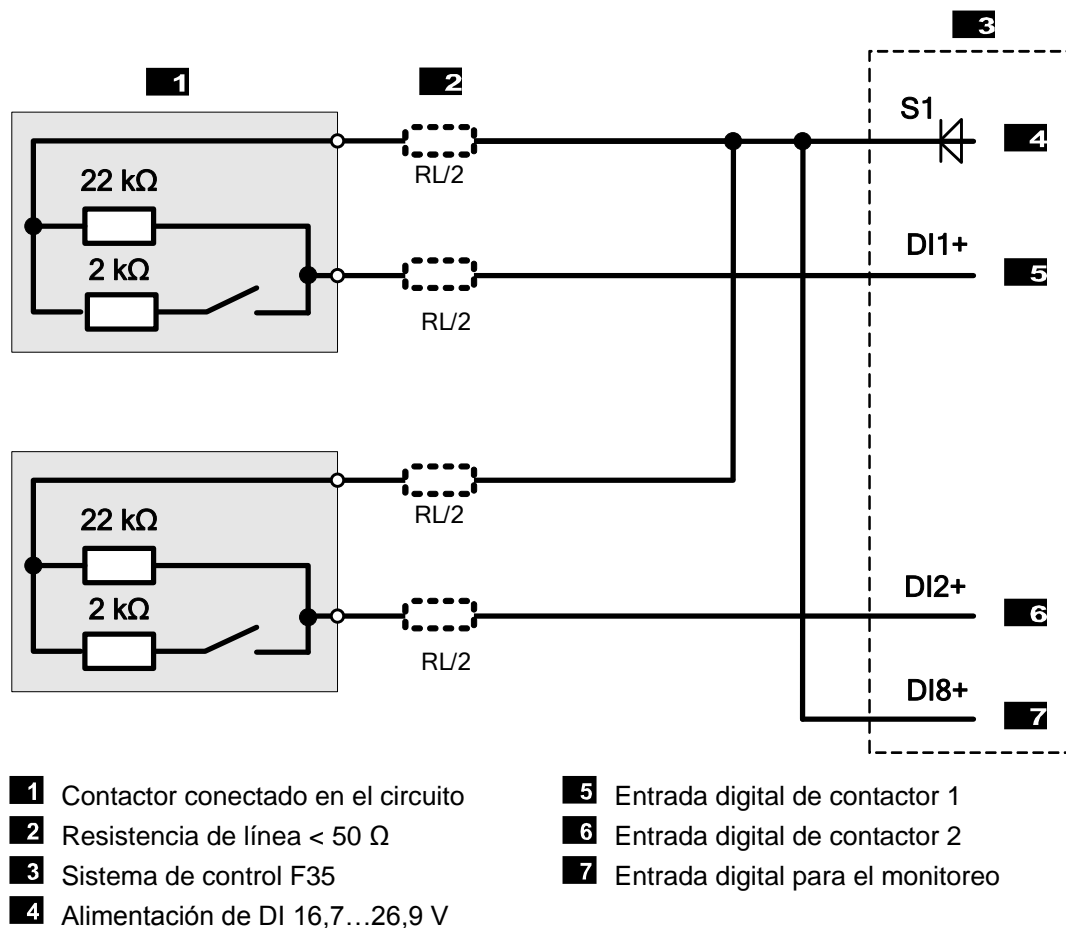 3
1
2
S1
4
22 kΩ
RL/2
DI1+
2 kΩ
5
RL/2
22 kΩ
RL/2
DI2+
2 kΩ
6
RL/2
DI8+
7
1 Contactor conectado en el circuito
2 Resistencia de línea < 50 Ω
3 Sistema de control F35
4 Alimentación de DI 16,7…26,9 V
5 Entrada digital de contactor 1
6 Entrada digital de contactor 2
7 Entrada digital para el monitoreo